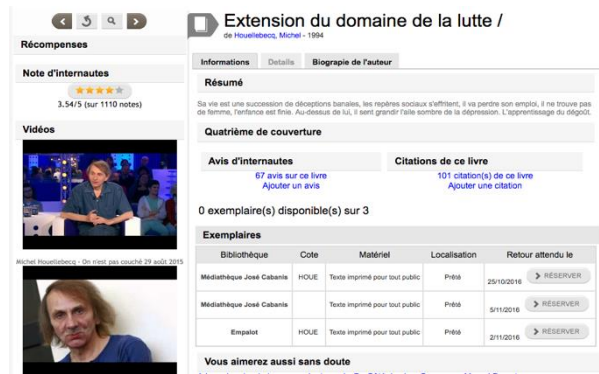 Extension du domaine de la lutte /
de Houellebecq, Michel - 1994
Récompenses
Note d'internautes
3.54/5 (sur 1110 notes)
Vidéos
Michel Houellebecq - On n'est pas couché 29 août 2015
Informations Details Biograpie de l'auteur
Résumé
Sa vie est une succession de déceptions banales, les repères sociaux s'effritent, il va perdre son emploi, il ne trouve pas
de femme, l'enfance est finie. Au-dessus de lui, il sent grandir l'aile sombre de la dépression. L'apprentissage du dégoût.
Quatrième de couverture
Avis d'internautes Citations de ce livre
67 avis sur ce livre 101 citation(s) de ce livre
Ajouter un avis Ajouter une citation
0 exemplaire(s) disponible(s) sur 3
Exemplaires
Bibliothèque Cote Matériel Localisation Retour attendu le
Médiathèque José Cabanis HOUE Texte imprimé pour tout public Prêté 25/10/2016 RÉSERVER
Médiathèque José Cabanis Texte imprimé pour tout public Prêté 5/11/2016 RÉSERVER
Empalot HOUE Texte imprimé pour tout public Prêté 2/11/2016 RÉSERVER
Vous aimerez aussi sans doute